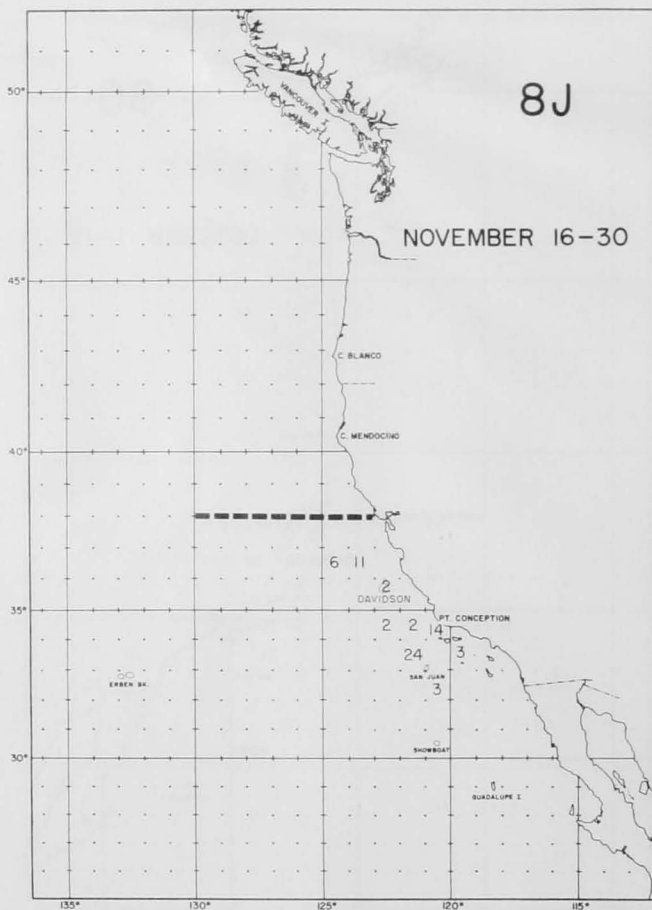 8J
50°
VANCOUVER I.
NOVEMBER 16-30
45°
C. BLANCO
C. MENDOCINO
40°
6 11
2
DAVIDSON
35°
PT. CONCEPTION
2 2 14
24 3
SAN JUAN
ERBEN BK.
3
SHOWBOAT
30°
GUADALUPE I.
135° 130° 125° 120° 115°